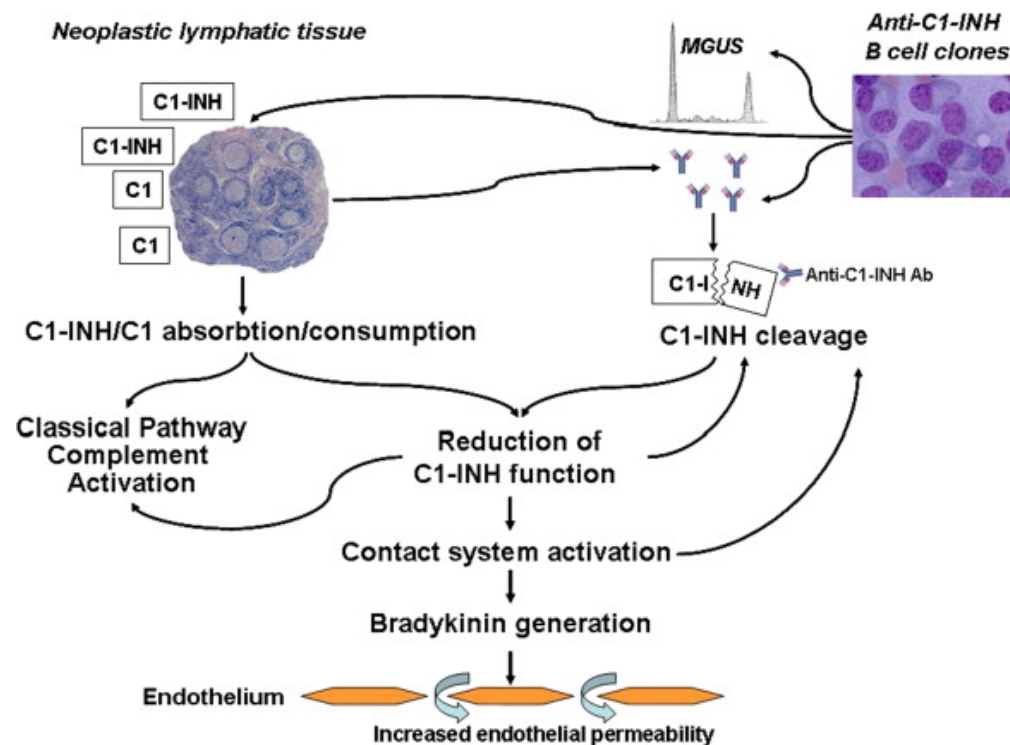 Neoplastic lymphatic tissue
MGUS
Anti-C1-INH
B cell clones
C1-INH
C1-INH
C1
C1
C1-I
NH
Anti-C1-INH Ab
C1-INH/C1 absorbtion/consumption
C1-INH cleavage
Classical Pathway
Complement
Activation
Reduction of
C1-INH function
Contact system activation
Bradykinin generation
Endothelium
Increased endothelial permeability